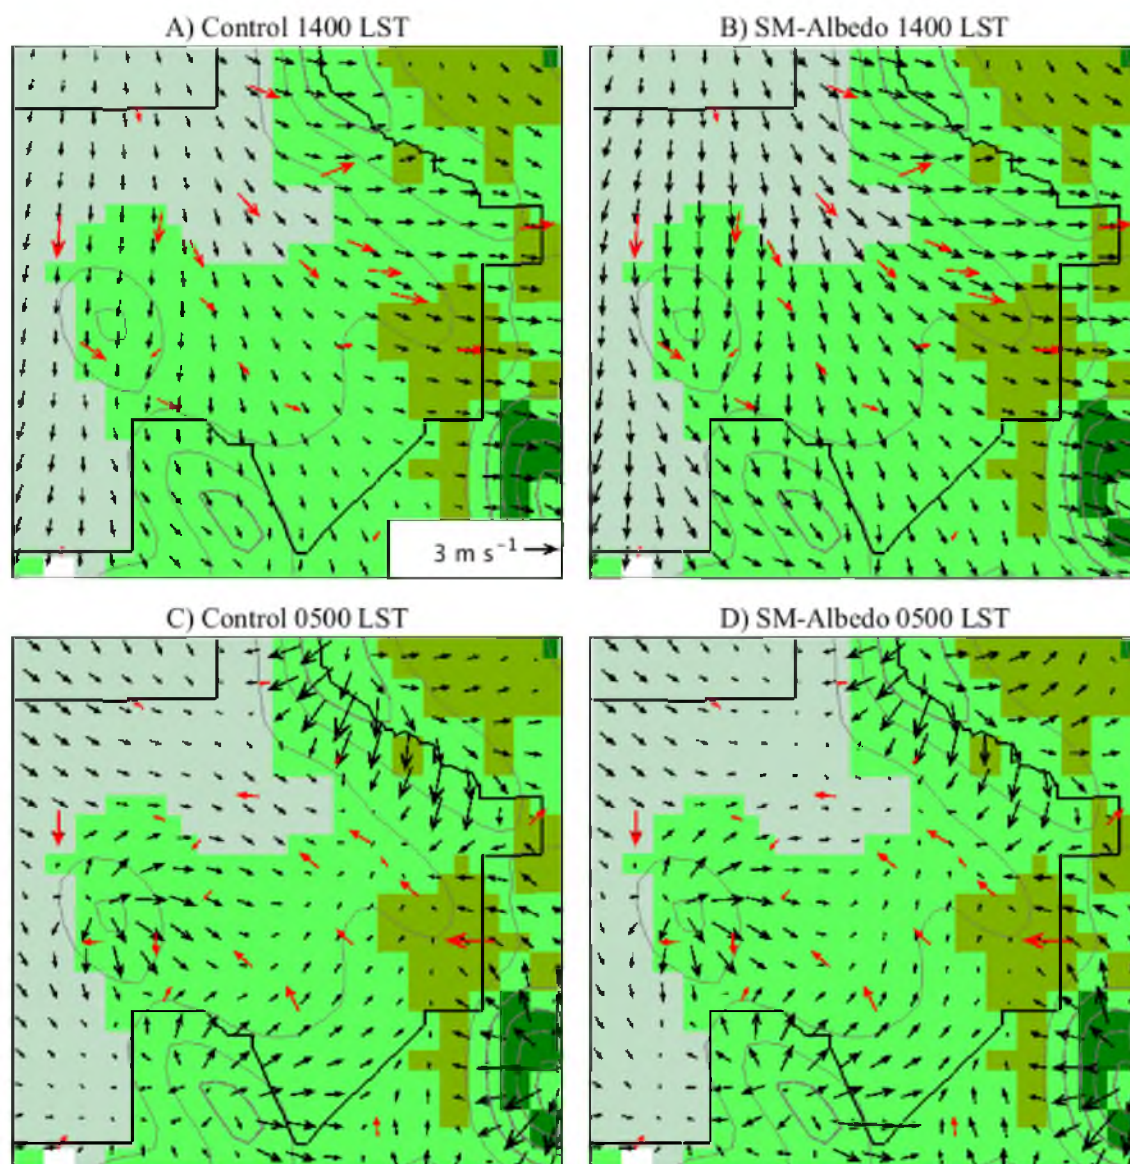 A) Control 1400 LST
B) SM-Albedo 1400 LST
3 m s⁻¹
C) Control 0500 LST
D) SM-Albedo 0500 LST